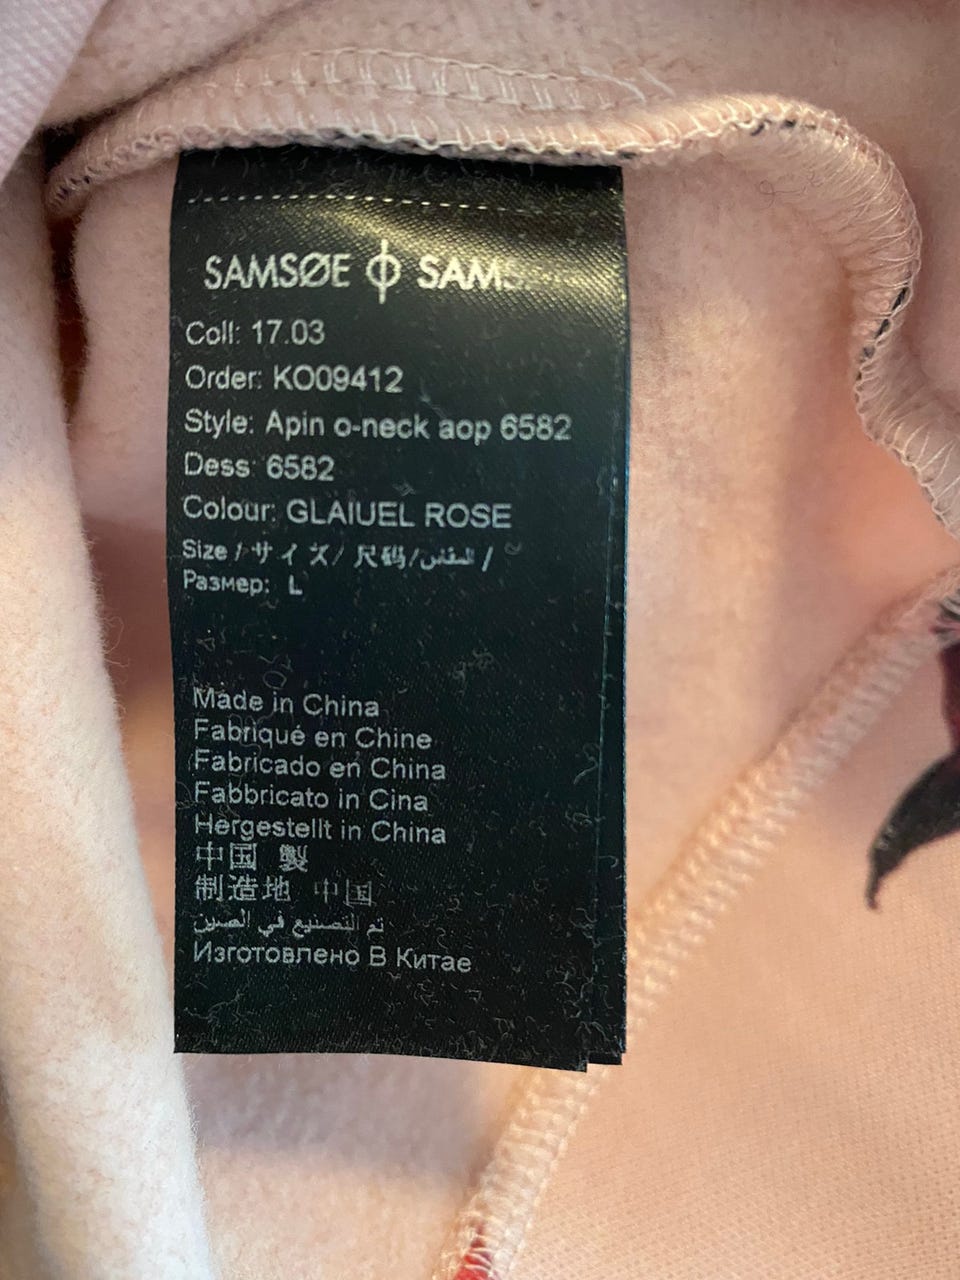 SAMSØE ɸ SAMS
Coll: 17.03
Order: KO09412
Style: Apin o-neck aop 6582
Dess: 6582
Colour: GLAIUEL ROSE
Size / サイズ / 尺码 / المقاس /
Размер: L
Made in China
Fabriqué en Chine
Fabricado en China
Fabbricato in Cina
Hergestellt in China
中国 製
制造地 中国
تم التصنيع في الصين
Изготовлено В Китае